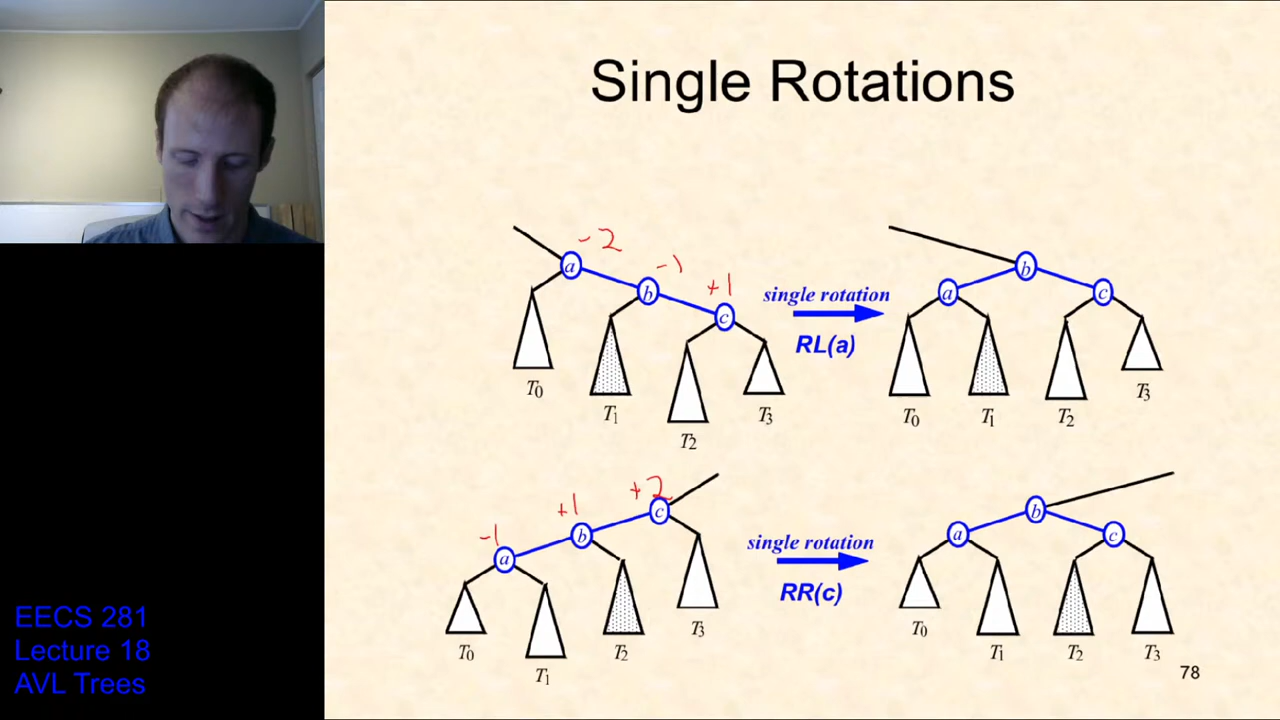 Single Rotations
-2
-1
+1
a
b
c
T0
T1
T2
T3
single rotation
RL(a)
b
a
c
T0
T1
T2
T3
+2
+1
-1
c
b
a
T0
T1
T2
T3
single rotation
RR(c)
b
a
c
T0
T1
T2
T3
78
EECS 281
Lecture 18
AVL Trees